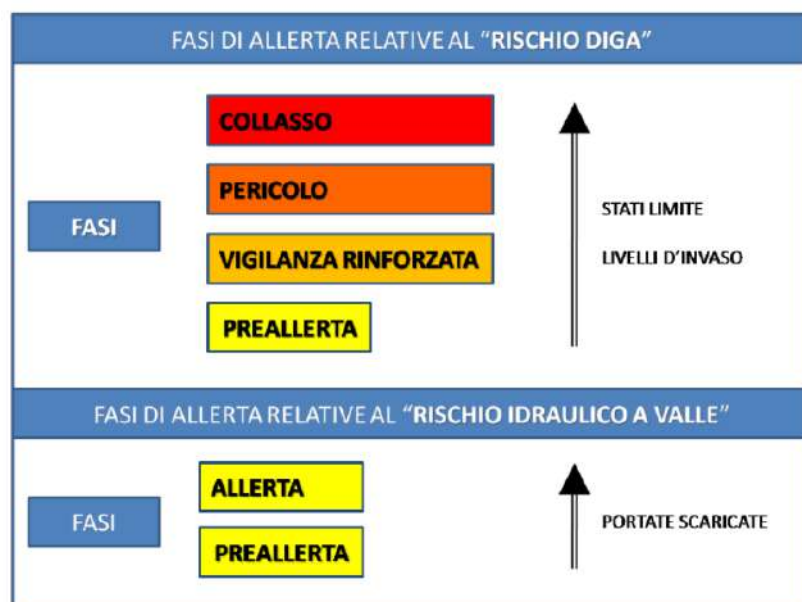 FASI DI ALLERTA RELATIVE AL “RISCHIO DIGA”
COLLASSO
PERICOLO
FASI
STATI LIMITE
VIGILANZA RINFORZATA
LIVELLI D’INVASO
PREALLERTA
FASI DI ALLERTA RELATIVE AL “RISCHIO IDRAULICO A VALLE”
ALLERTA
FASI
PORTATE SCARICATE
PREALLERTA